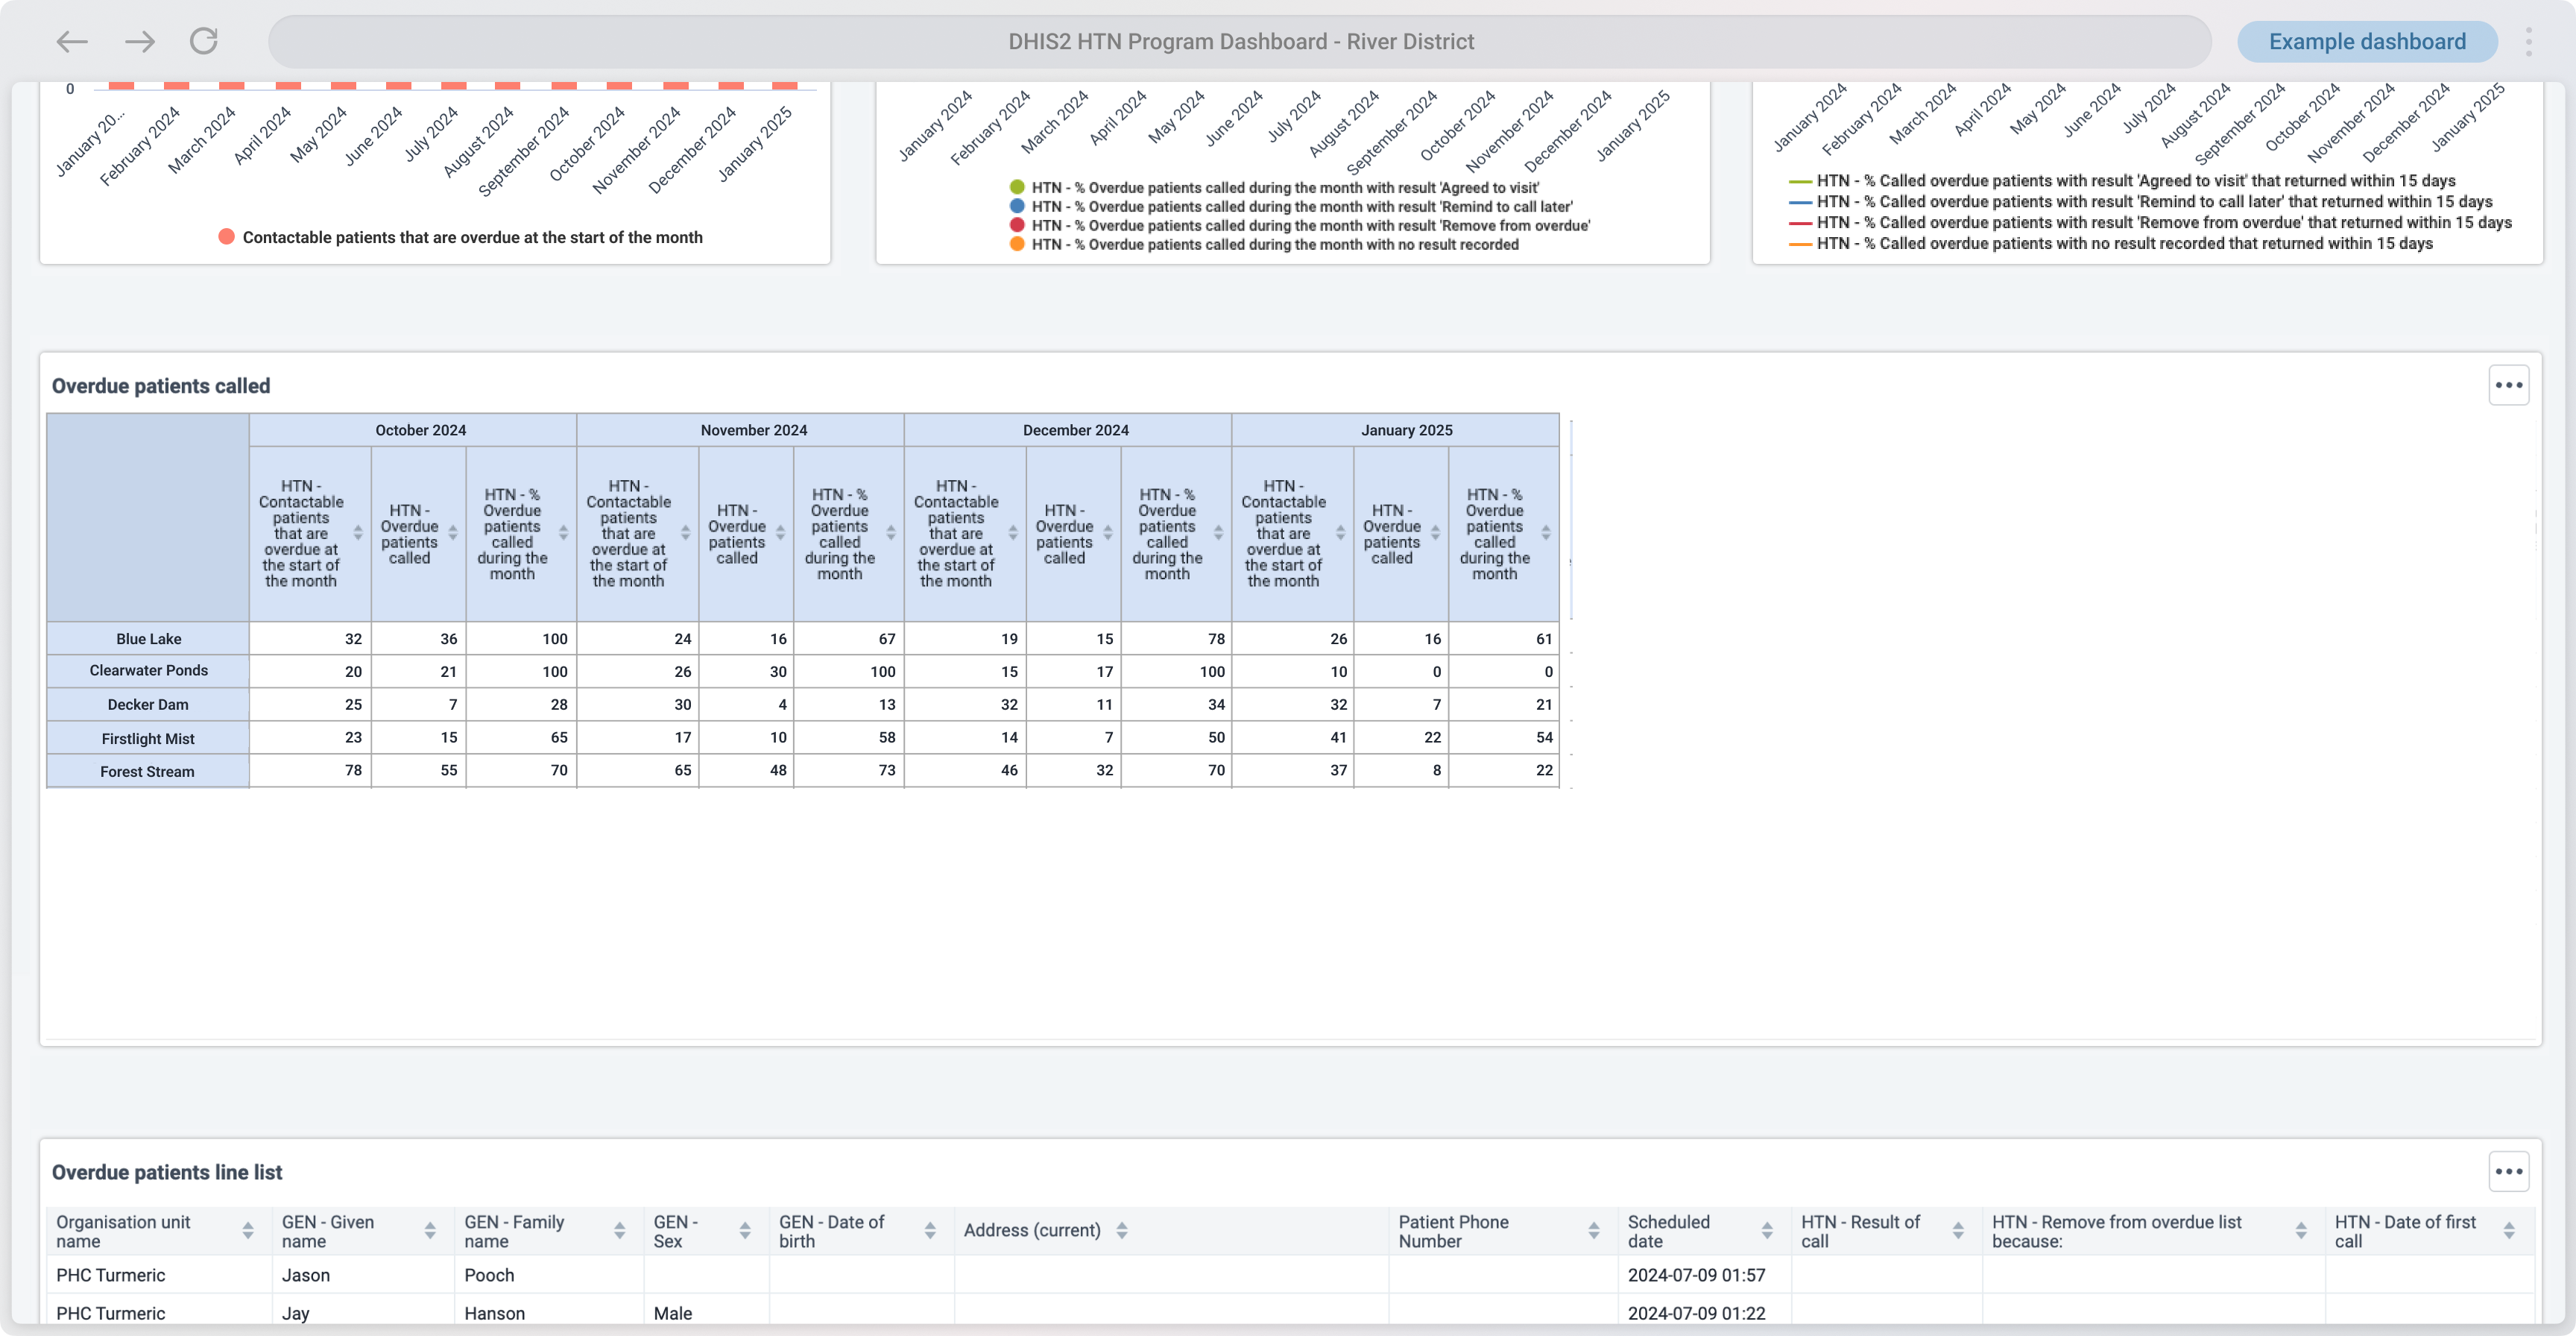 DHIS2 HTN Program Dashboard - River District
Example dashboard
0
January 20...
February 2024
March 2024
April 2024
May 2024
June 2024
July 2024
August 2024
September 2024
October 2024
November 2024
December 2024
January 2025
Contactable patients that are overdue at the start of the month
January 2024
February 2024
March 2024
April 2024
May 2024
June 2024
July 2024
August 2024
September 2024
October 2024
November 2024
December 2024
January 2025
HTN - % Overdue patients called during the month with result 'Agreed to visit'
HTN - % Overdue patients called during the month with result 'Remind to call later'
HTN - % Overdue patients called during the month with result 'Remove from overdue'
HTN - % Overdue patients called during the month with no result recorded
January 2024
February 2024
March 2024
April 2024
May 2024
June 2024
July 2024
August 2024
September 2024
October 2024
November 2024
December 2024
January 2025
HTN - % Called overdue patients with result 'Agreed to visit' that returned within 15 days
HTN - % Called overdue patients with result 'Remind to call later' that returned within 15 days
HTN - % Called overdue patients with result 'Remove from overdue' that returned within 15 days
HTN - % Called overdue patients with no result recorded that returned within 15 days
Overdue patients called
October 2024 November 2024 December 2024 January 2025
HTN -
Contactable
patients
that are
overdue at
the start of
the month
HTN -
Overdue
patients
called
HTN - %
Overdue
patients
called
during the
month
HTN -
Contactable
patients
that are
overdue at
the start of
the month
HTN -
Overdue
patients
called
HTN - %
Overdue
patients
called
during the
month
HTN -
Contactable
patients
that are
overdue at
the start of
the month
HTN -
Overdue
patients
called
HTN - %
Overdue
patients
called
during the
month
HTN -
Contactable
patients
that are
overdue at
the start of
the month
HTN -
Overdue
patients
called
HTN - %
Overdue
patients
called
during the
month
Blue Lake 32 36 100 24 16 67 19 15 78 26 16 61
Clearwater Ponds 20 21 100 26 30 100 15 17 100 10 0 0
Decker Dam 25 7 28 30 4 13 32 11 34 32 7 21
Firstlight Mist 23 15 65 17 10 58 14 7 50 41 22 54
Forest Stream 78 55 70 65 48 73 46 32 70 37 8 22
Overdue patients line list
Organisation unit
name
GEN - Given
name
GEN - Family
name
GEN -
Sex
GEN - Date of
birth
Address (current)
Patient Phone
Number
Scheduled
date
HTN - Result of
call
HTN - Remove from overdue list
because:
HTN - Date of first
call
PHC Turmeric Jason Pooch 2024-07-09 01:57
PHC Turmeric Jay Hanson Male 2024-07-09 01:22